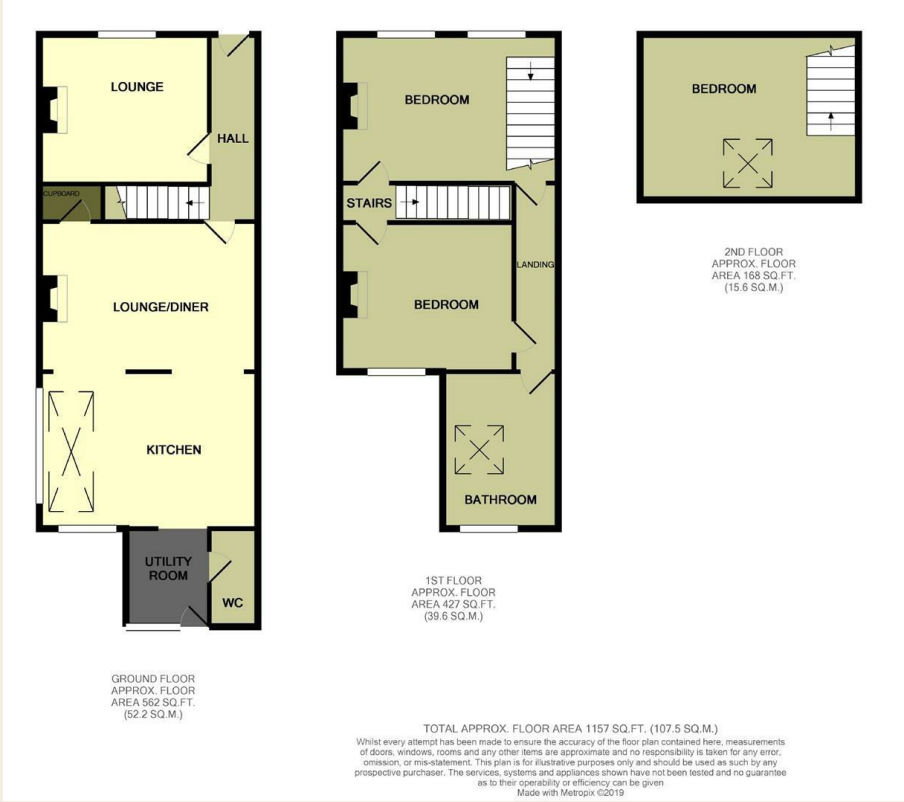 LOUNGE
HALL
CUPBOARD
LOUNGE/DINER
KITCHEN
UTILITY
ROOM
WC
GROUND FLOOR
APPROX. FLOOR
AREA 562 SQ.FT.
(52.2 SQ.M.)
BEDROOM
STAIRS
LANDING
BEDROOM
BATHROOM
1ST FLOOR
APPROX. FLOOR
AREA 427 SQ.FT.
(39.6 SQ.M.)
BEDROOM
2ND FLOOR
APPROX. FLOOR
AREA 168 SQ.FT.
(15.6 SQ.M.)
TOTAL APPROX. FLOOR AREA 1157 SQ.FT. (107.5 SQ.M.)
Whilst every attempt has been made to ensure the accuracy of the floor plan contained here, measurements
of doors, windows, rooms and any other items are approximate and no responsibility is taken for any error,
omission, or mis-statement. This plan is for illustrative purposes only and should be used as such by any
prospective purchaser. The services, systems and appliances shown have not been tested and no guarantee
as to their operability or efficiency can be given
Made with Metropix ©2019